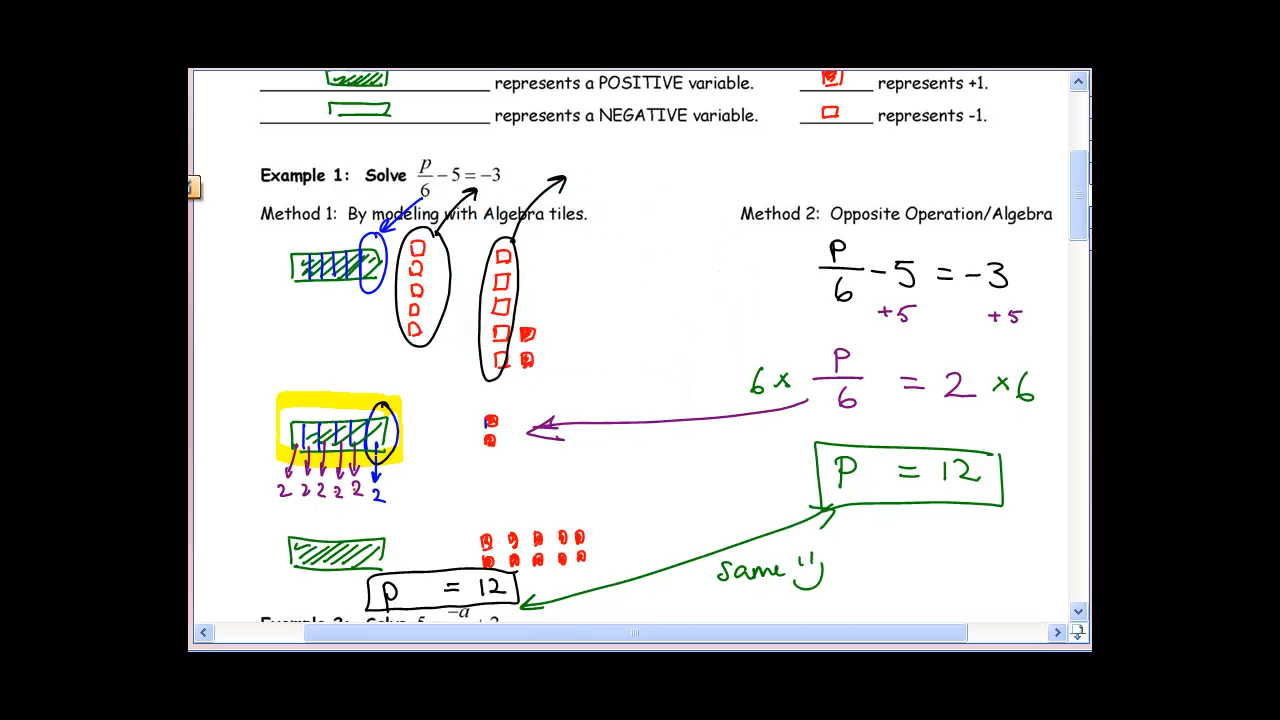 represents a POSITIVE variable. represents +1.
represents a NEGATIVE variable. represents -1.
Example 1: Solve p/6 − 5 = −3
Method 1: By modeling with Algebra tiles.
Method 2: Opposite Operation/Algebra
p/6 − 5 = −3
+5 +5
6 × p/6 = 2 × 6
2 2 2 2 2 2
P = 12
same
p = 12
Solve 5 −a